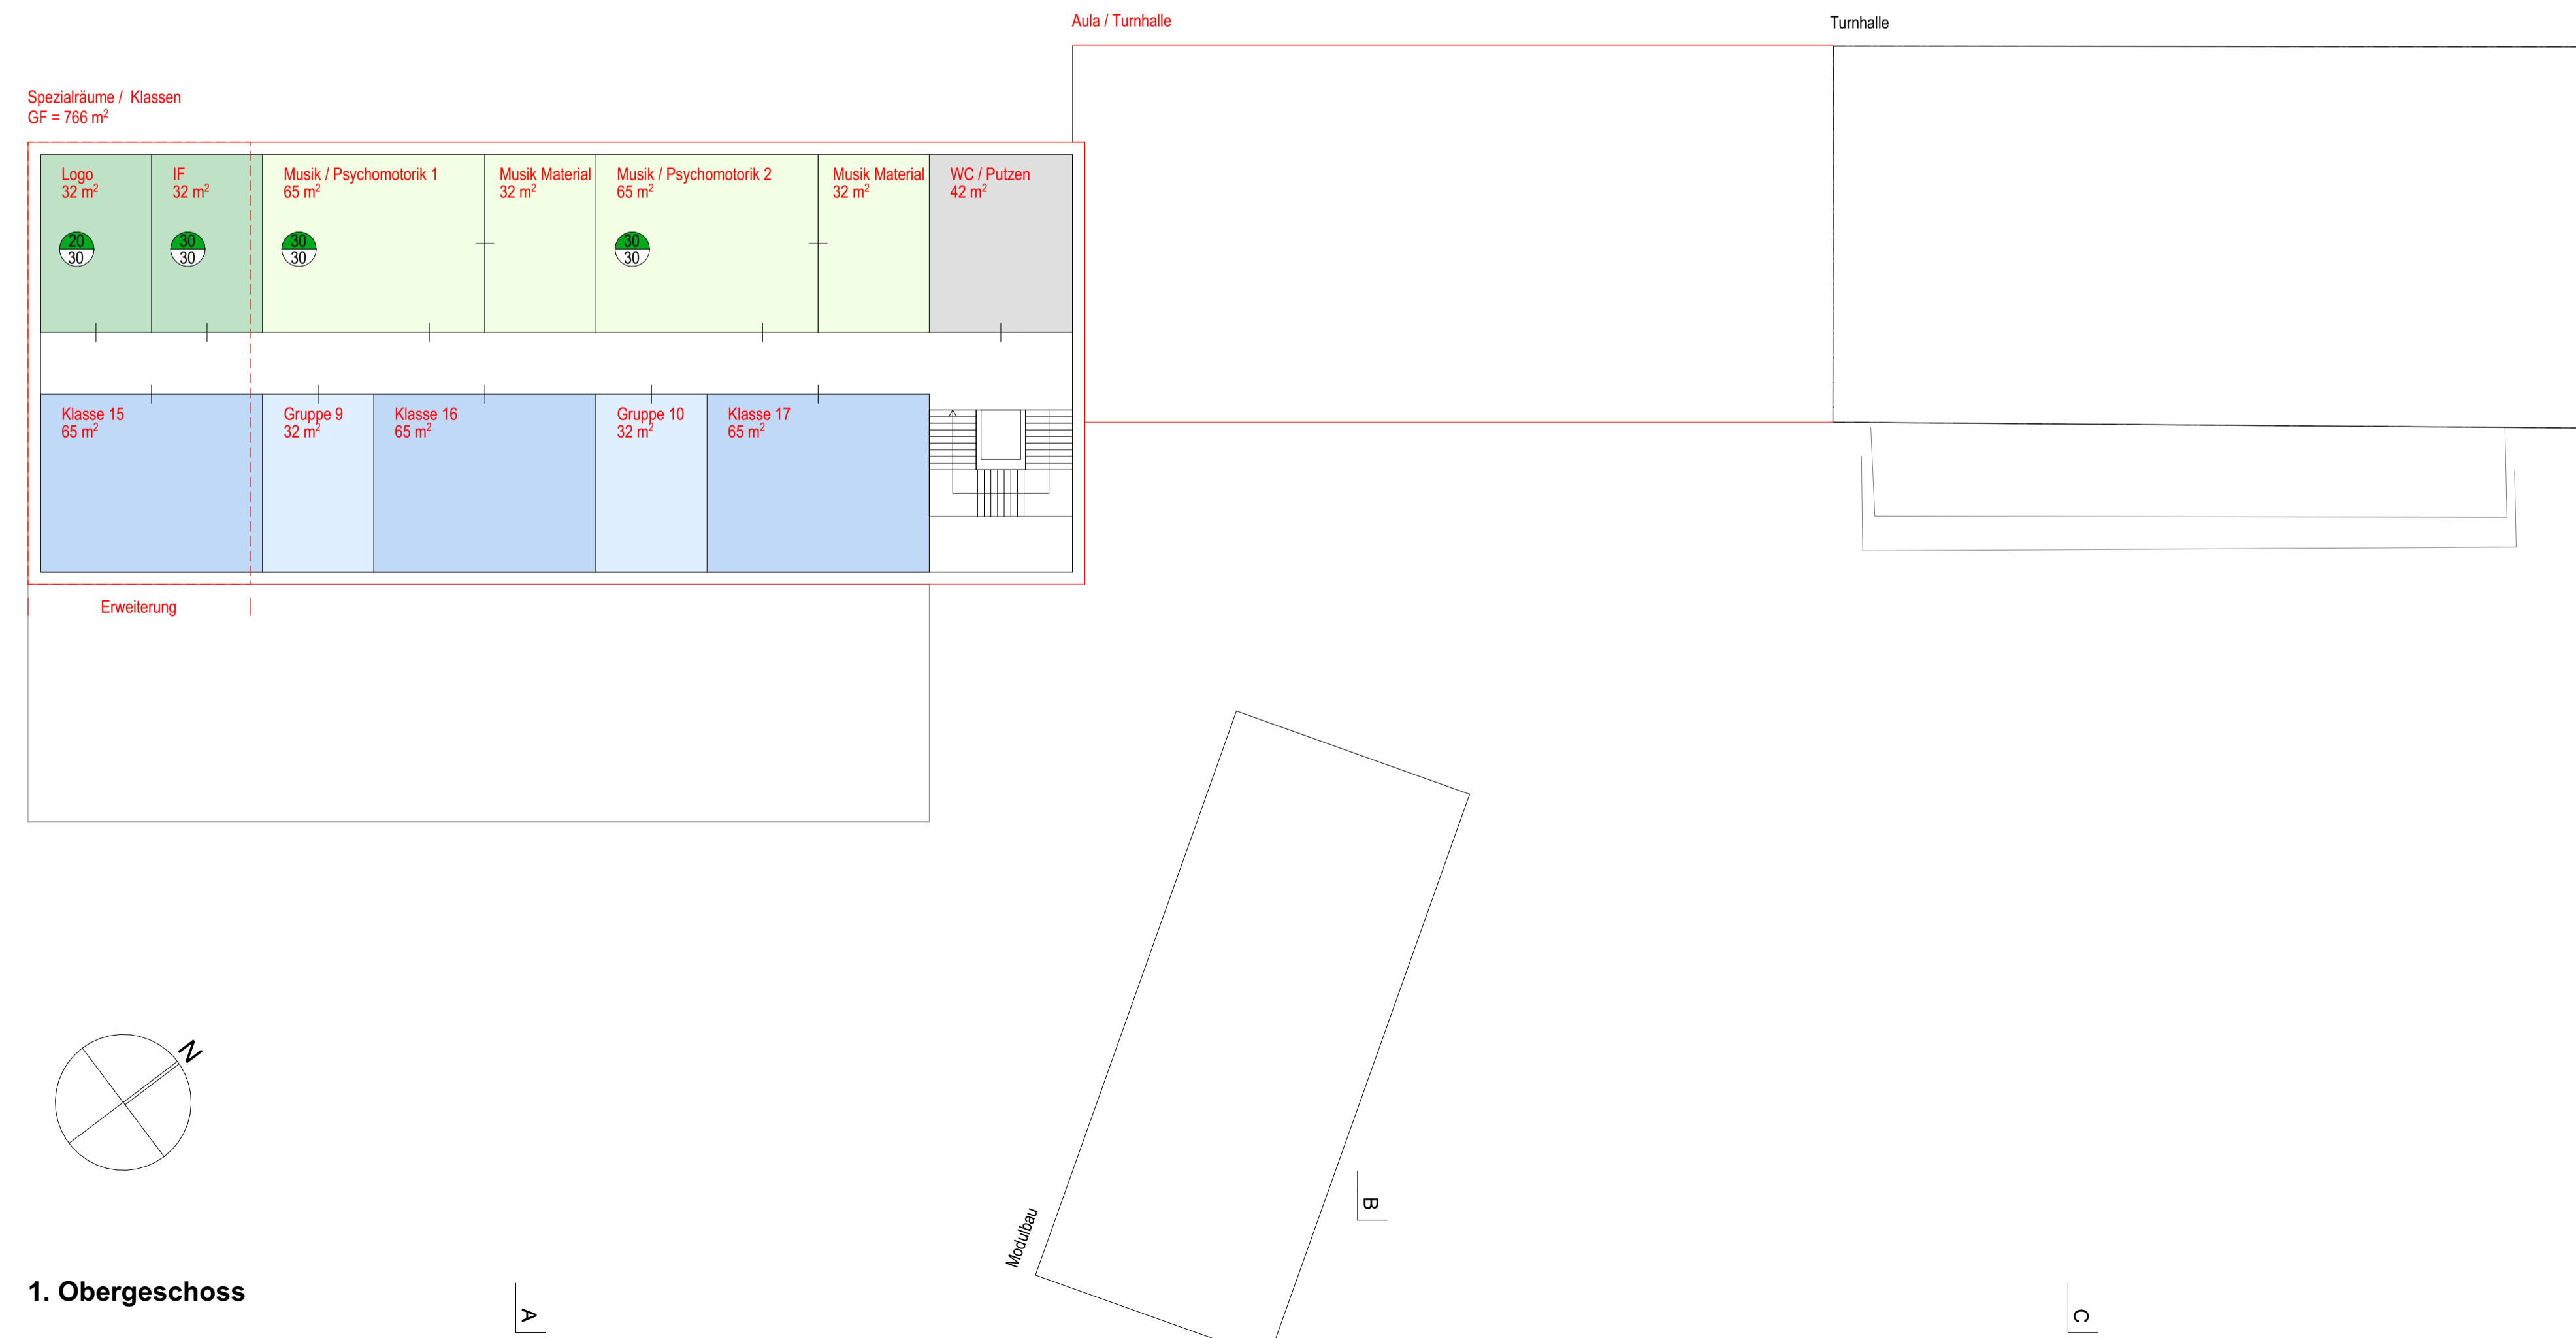 Aula / Turnhalle
Turnhalle
Spezialräume /  Klassen
GF = 766 m²
Logo
32 m²
IF
32 m²
Musik / Psychomotorik 1
65 m²
Musik Material
32 m²
Musik / Psychomotorik 2
65 m²
Musik Material
32 m²
WC / Putzen
42 m²
20
30
30
30
30
30
30
30
Klasse 15
65 m²
Gruppe 9
32 m²
Klasse 16
65 m²
Gruppe 10
32 m²
Klasse 17
65 m²
Erweiterung
N
Modulbau
B
1. Obergeschoss
A
C